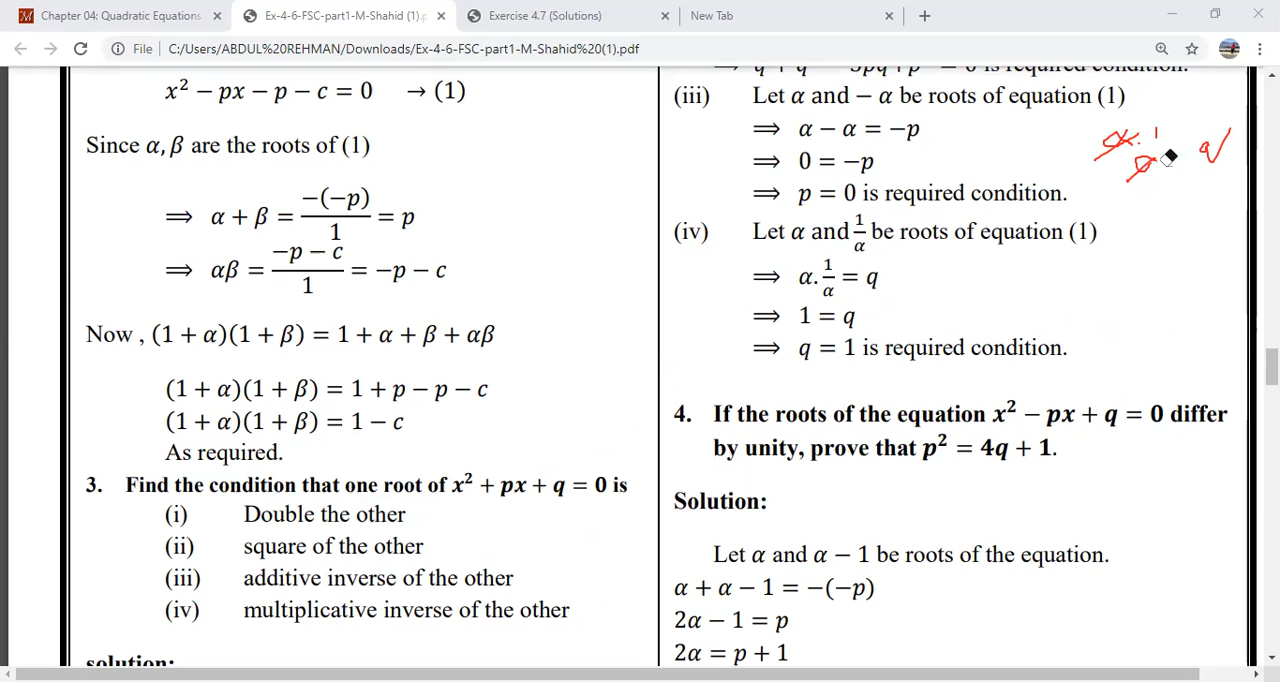 Chapter 04: Quadratic Equations
Ex-4-6-FSC-part1-M-Shahid (1).p
Exercise 4.7 (Solutions)
New Tab
File
C:/Users/ABDUL%20REHMAN/Downloads/Ex-4-6-FSC-part1-M-Shahid%20(1).pdf
x² − px − p − c = 0 → (1)
Since α, β are the roots of (1)
⟹ α + β = −(−p)/1 = p
⟹ αβ = −p − c/1 = −p − c
Now , (1 + α)(1 + β) = 1 + α + β + αβ
(1 + α)(1 + β) = 1 + p − p − c
(1 + α)(1 + β) = 1 − c
As required.
3. Find the condition that one root of x² + px + q = 0 is
(i) Double the other
(ii) square of the other
(iii) additive inverse of the other
(iv) multiplicative inverse of the other
solution:
is required condition.
(iii) Let α and − α be roots of equation (1)
⟹ α − α = −p
⟹ 0 = −p
⟹ p = 0 is required condition.
(iv) Let α and 1/α be roots of equation (1)
⟹ α. 1/α = q
⟹ 1 = q
⟹ q = 1 is required condition.
4. If the roots of the equation x² − px + q = 0 differ
by unity, prove that p² = 4q + 1.
Solution:
Let α and α − 1 be roots of the equation.
α + α − 1 = −(−p)
2α − 1 = p
2α = p + 1